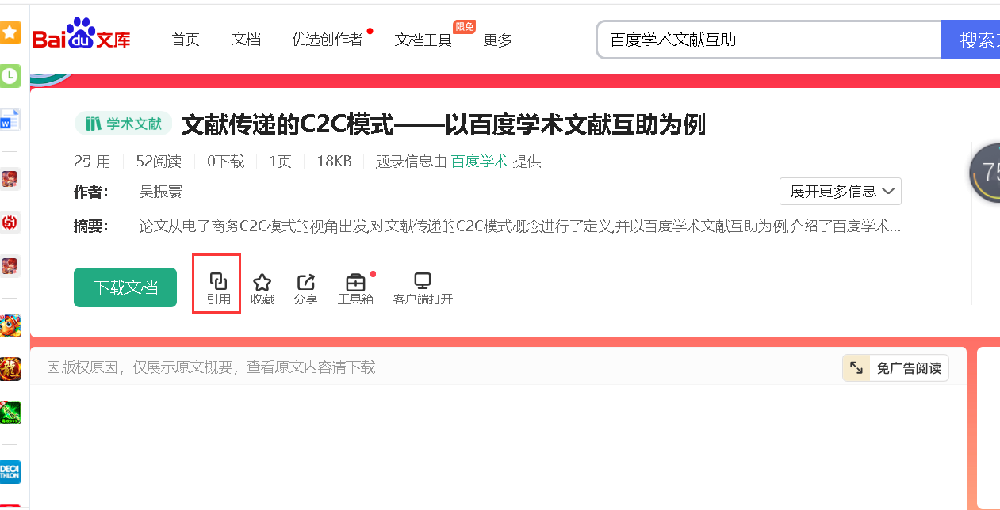 Bai du 文库 首页 文档 优选创作者 文档工具 限免 更多 百度学术文献互助 搜索
学术文献 文献传递的C2C模式——以百度学术文献互助为例
2引用 52阅读 0下载 1页 18KB 题录信息由 百度学术 提供
75
作者： 吴振寰 展开更多信息
摘要： 论文从电子商务C2C模式的视角出发,对文献传递的C2C模式概念进行了定义,并以百度学术文献互助为例,介绍了百度学术...
下载文档 引用 收藏 分享 工具箱 客户端打开
因版权原因，仅展示原文概要，查看原文内容请下载 免广告阅读
W
51
龍
DECA
THLON